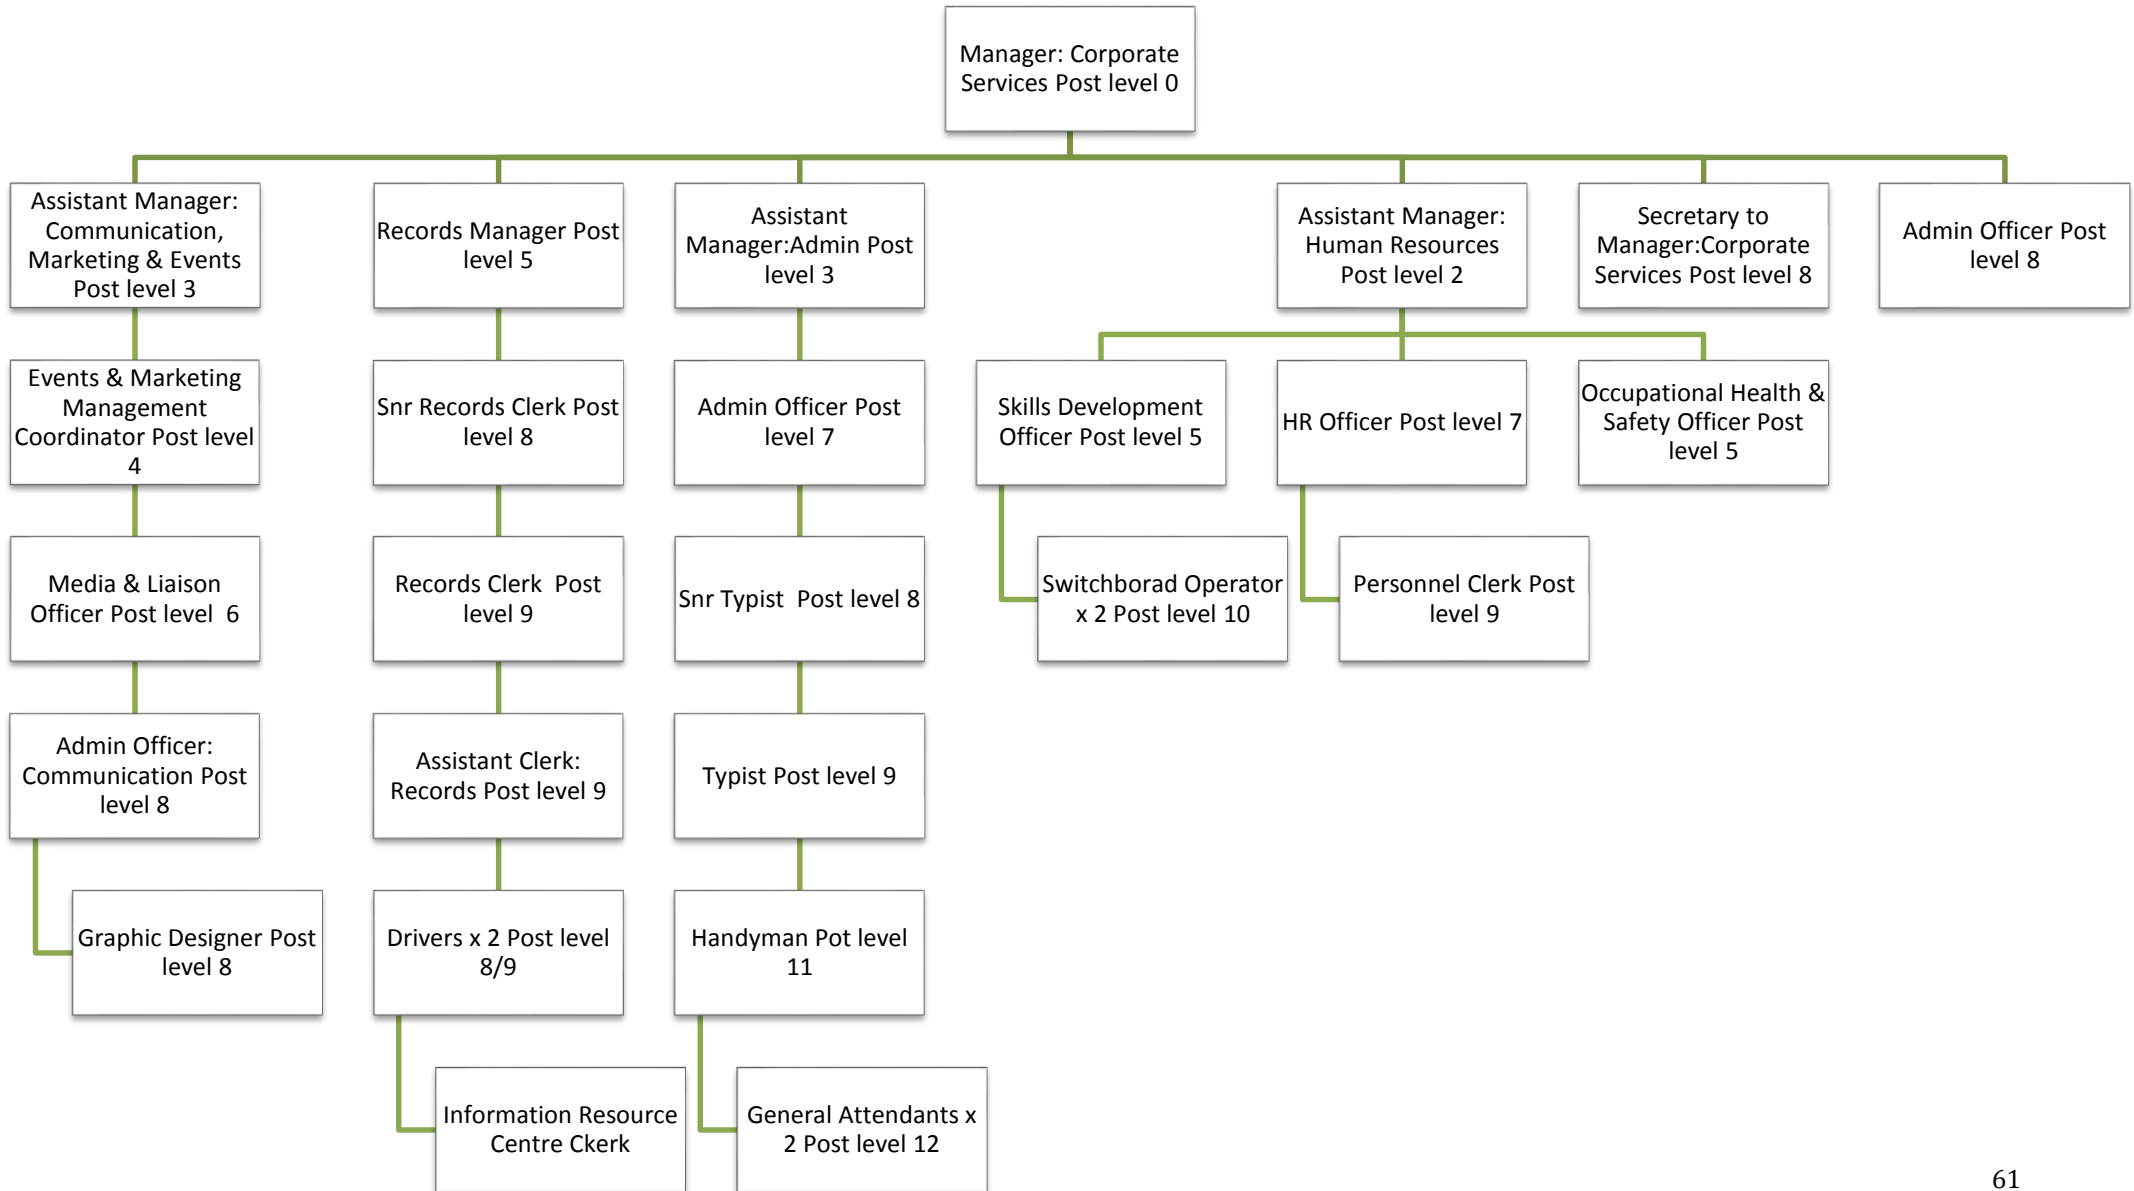 Manager: Corporate
Services Post level 0
Assistant Manager:
Communication,
Marketing & Events
Post level 3
Records Manager Post
level 5
Assistant
Manager:Admin Post
level 3
Assistant Manager:
Human Resources
Post level 2
Secretary to
Manager:Corporate
Services Post level 8
Admin Officer Post
level 8
Events & Marketing
Management
Coordinator Post level
4
Snr Records Clerk Post
level 8
Admin Officer Post
level 7
Skills Development
Officer Post level 5
HR Officer Post level 7
Occupational Health &
Safety Officer Post
level 5
Media & Liaison
Officer Post level  6
Records Clerk  Post
level 9
Snr Typist  Post level 8
Switchborad Operator
x 2 Post level 10
Personnel Clerk Post
level 9
Admin Officer:
Communication Post
level 8
Assistant Clerk:
Records Post level 9
Typist Post level 9
Graphic Designer Post
level 8
Drivers x 2 Post level
8/9
Handyman Pot level
11
Information Resource
Centre Ckerk
General Attendants x
2 Post level 12
61